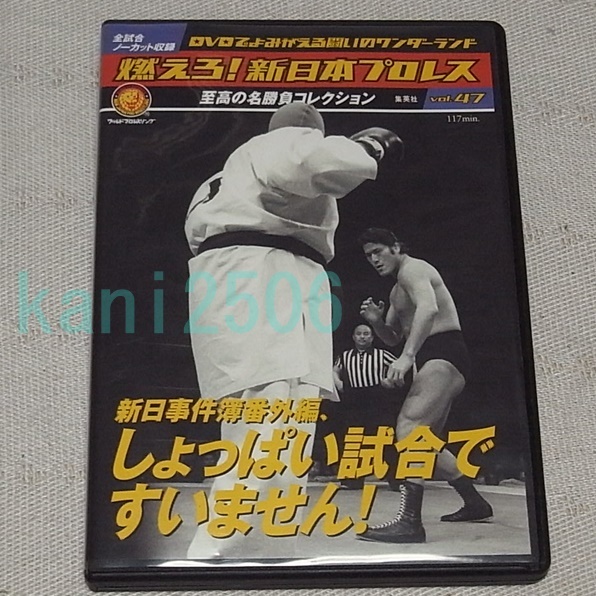 全試合
ノーカット収録
DVDでよみがえる闘いのワンダーランド
燃えろ!新日本プロレス
至高の名勝負コレクション
集英社
vol.47
ワールドプロレスリング
117min.
kani2506
新日事件簿番外編、
しょっぱい試合で
すいません!